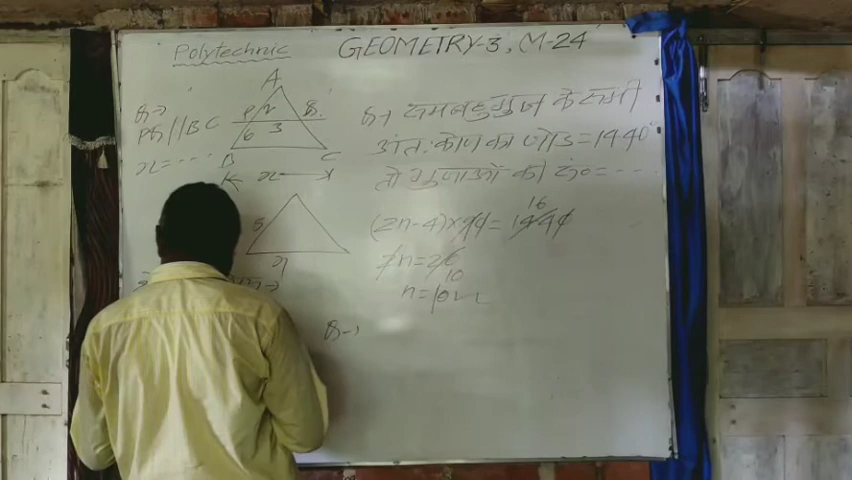 Polytechnic
GEOMETRY-3, M-24
A
Q→
PQ // BC
x = ----
P 2 Q.
6 3
B C
x
Q→ समबहुभुज के सभी
अंतः कोण का जोड़ = 1440°
तो भुजाओं की सं० = ---
(2n-4)×90 = 1440
16
2n = 20
10
n = 10
5
Q→